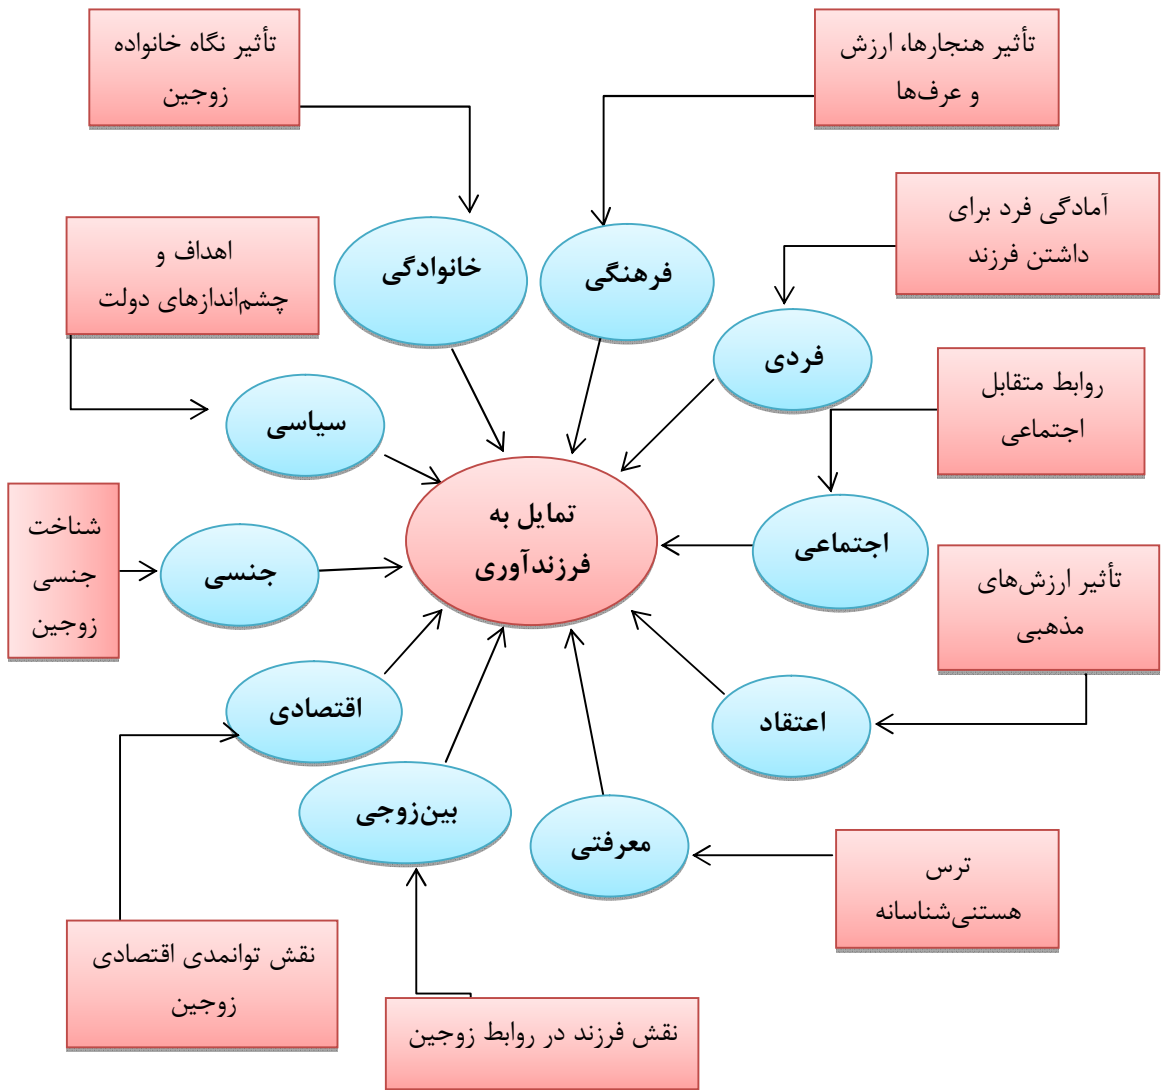 تأثیر هنجارها، ارزش
و عرف‌ها
تأثیر نگاه خانواده
زوجین
آمادگی فرد برای
داشتن فرزند
اهداف و
چشم‌اندازهای دولت
فرهنگی
خانوادگی
فردی
روابط متقابل
اجتماعی
سیاسی
تمایل به
فرزندآوری
اجتماعی
شناخت
جنسی
زوجین
جنسی
تأثیر ارزش‌های
مذهبی
اعتقاد
اقتصادی
بین‌زوجی
معرفتی
ترس
هستنی‌شناسانه
نقش توانمدی اقتصادی
زوجین
نقش فرزند در روابط زوجین